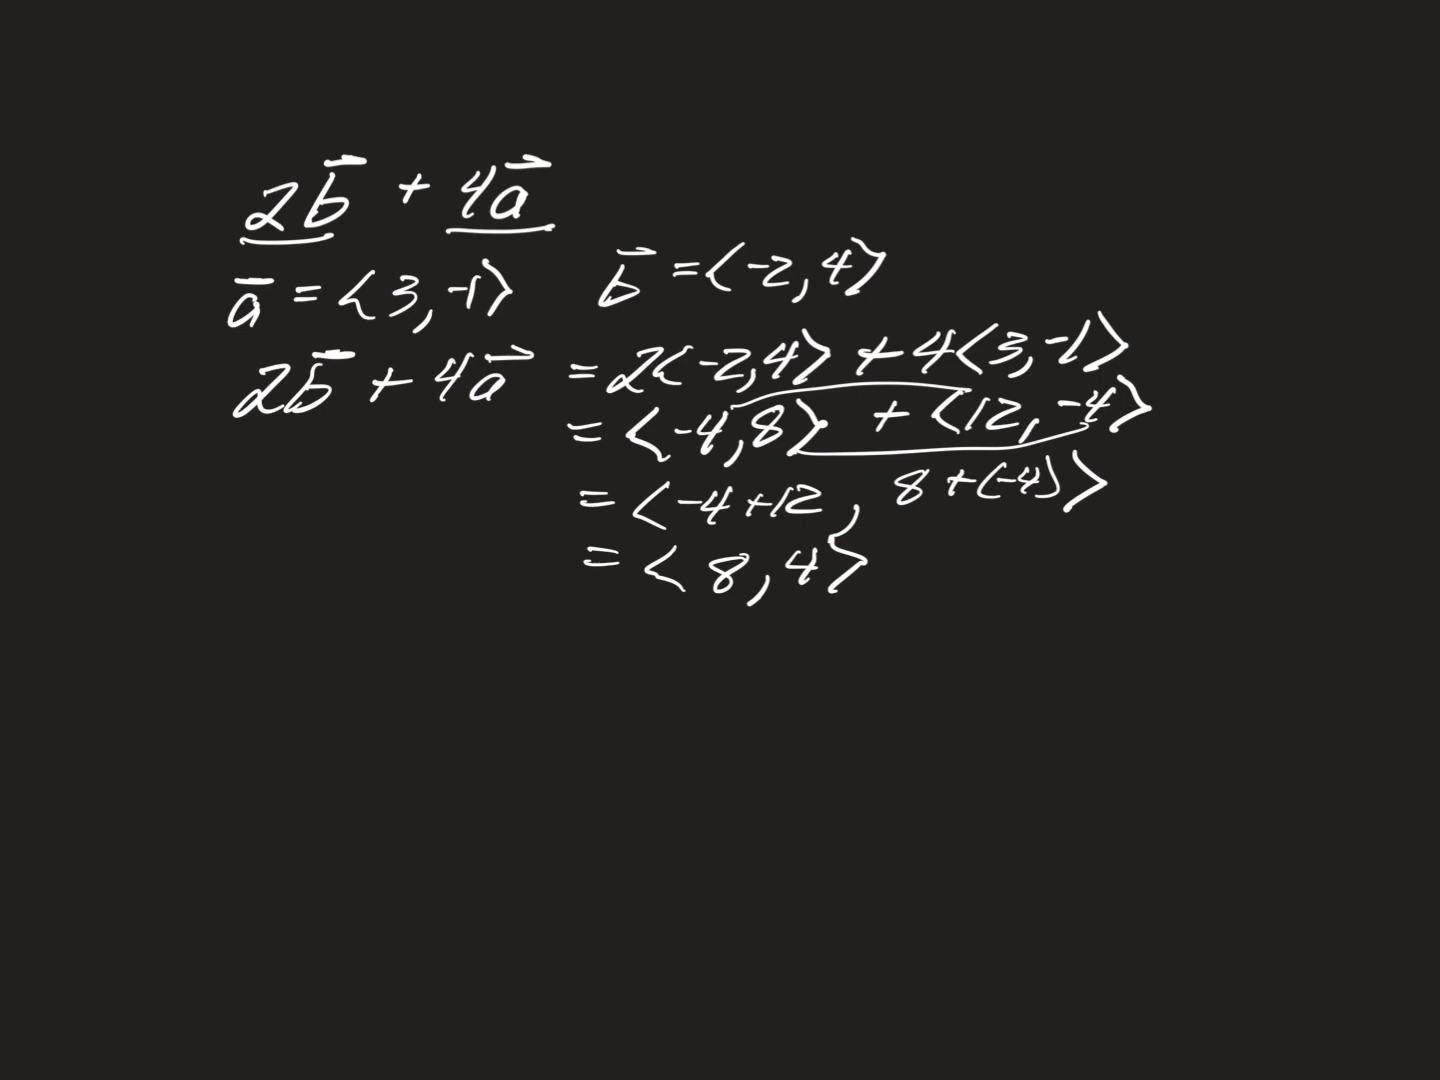 2b⃗ + 4a⃗
a̅ = ⟨3, -1⟩ b⃗ = ⟨-2, 4⟩
2b⃗ + 4a⃗ = 2⟨-2, 4⟩ + 4⟨3, -1⟩
= ⟨-4, 8⟩ + ⟨12, -4⟩
= ⟨-4 + 12, 8 + (-4)⟩
= ⟨8, 4⟩